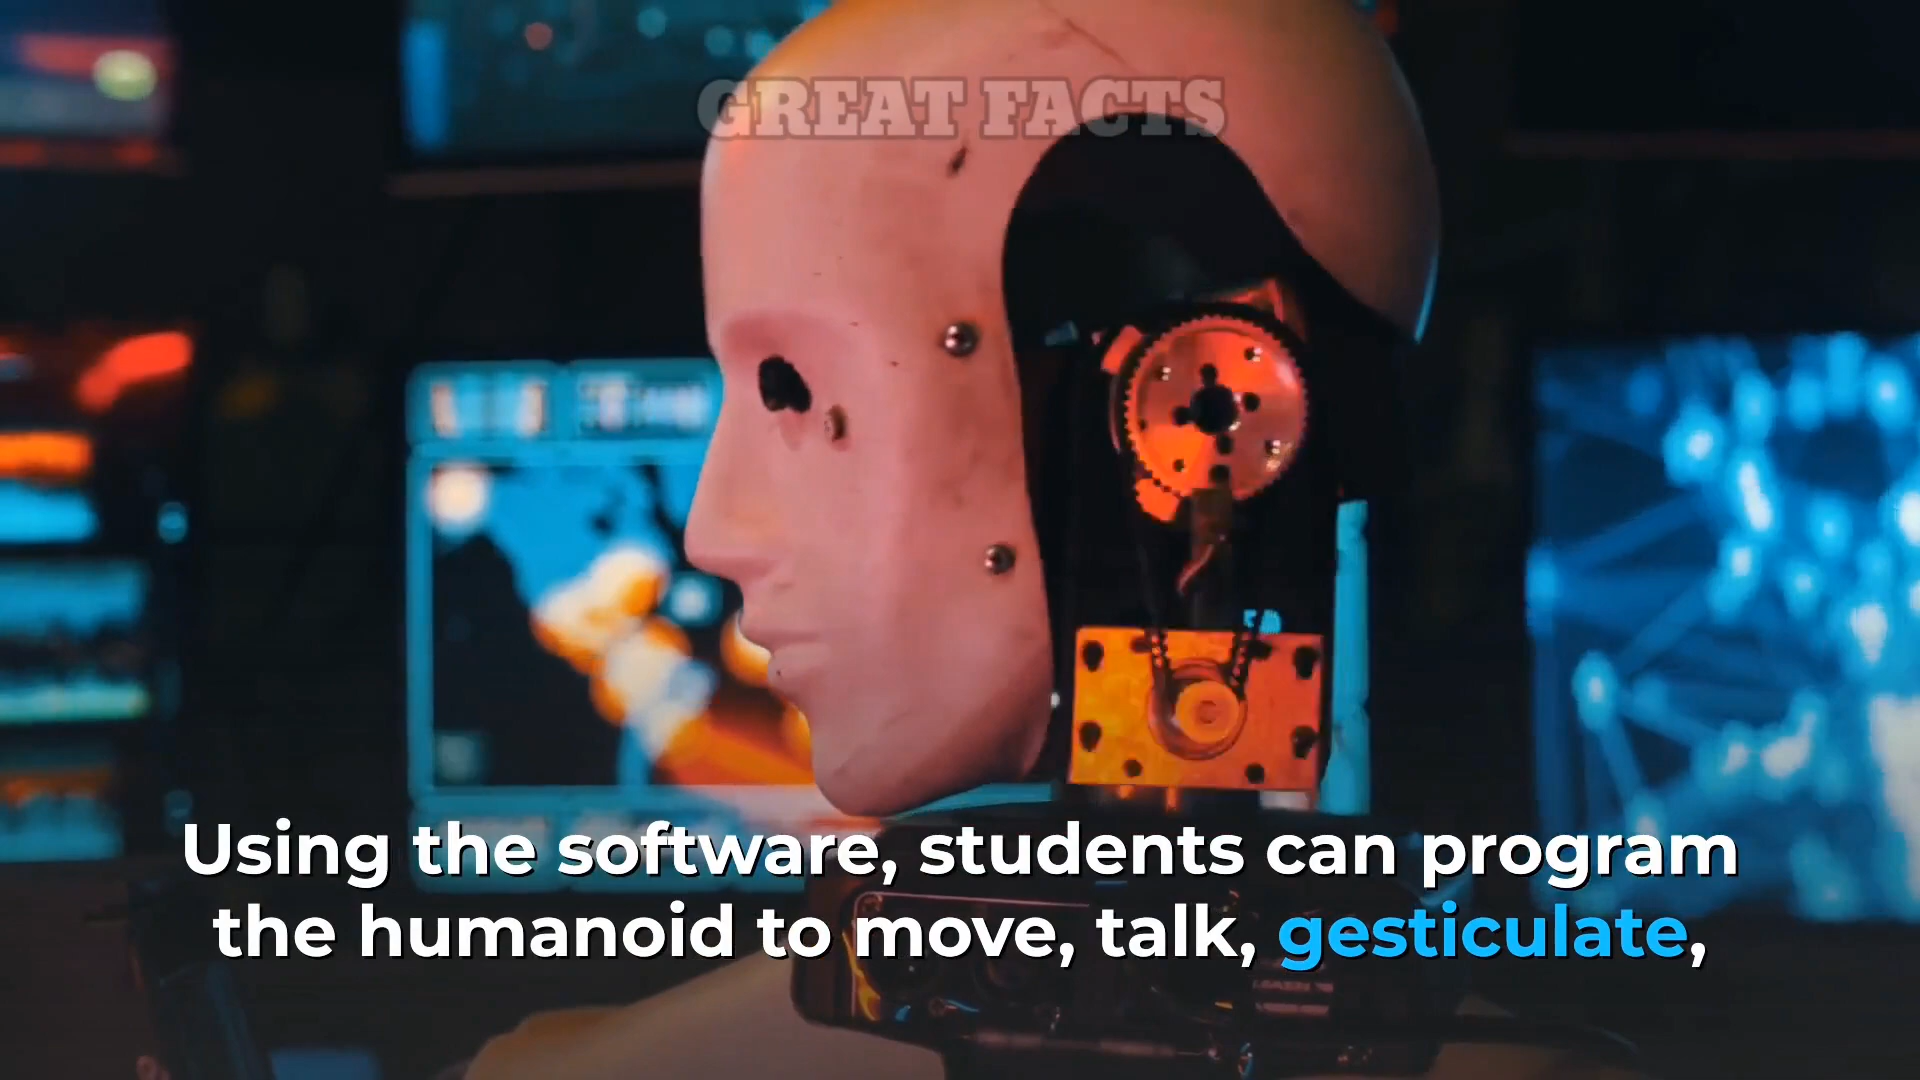 GREAT FACTS
Using the software, students can program
the humanoid to move, talk, gesticulate,